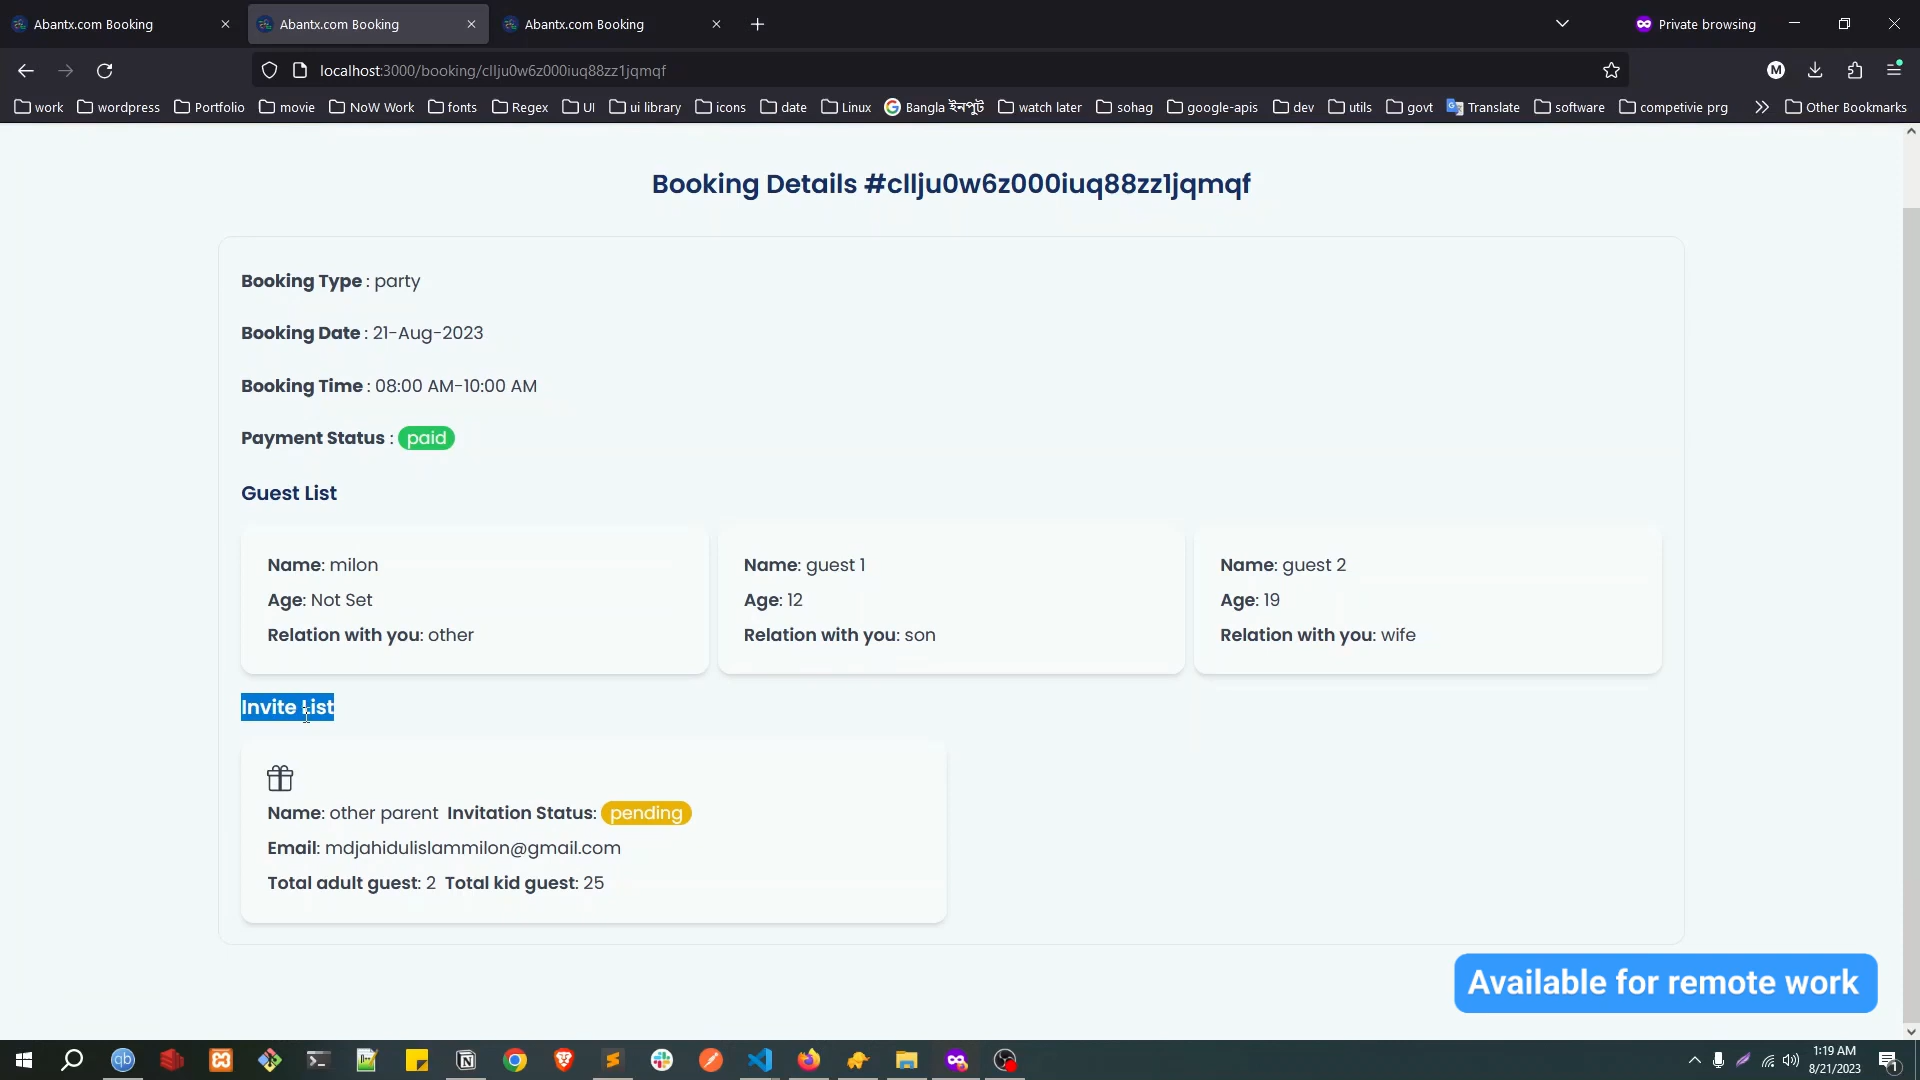 Abantx.com Booking
Abantx.com Booking
Abantx.com Booking
Private browsing
localhost:3000/booking/cllju0w6z000iuq88zz1jqmqf
M
work
wordpress
Portfolio
movie
NoW Work
fonts
Regex
UI
ui library
icons
date
Linux
Bangla ইনপুট
watch later
sohag
google-apis
dev
utils
govt
Translate
software
competivie prg
Other Bookmarks
Booking Details #cllju0w6z000iuq88zz1jqmqf
Booking Type : party
Booking Date : 21-Aug-2023
Booking Time : 08:00 AM-10:00 AM
Payment Status : paid
Guest List
Name: milon
Age: Not Set
Relation with you: other
Name: guest 1
Age: 12
Relation with you: son
Name: guest 2
Age: 19
Relation with you: wife
Invite List
Name: other parent Invitation Status: pending
Email: mdjahidulislammilon@gmail.com
Total adult guest: 2 Total kid guest: 25
Available for remote work
qb
1:19 AM
8/21/2023
1